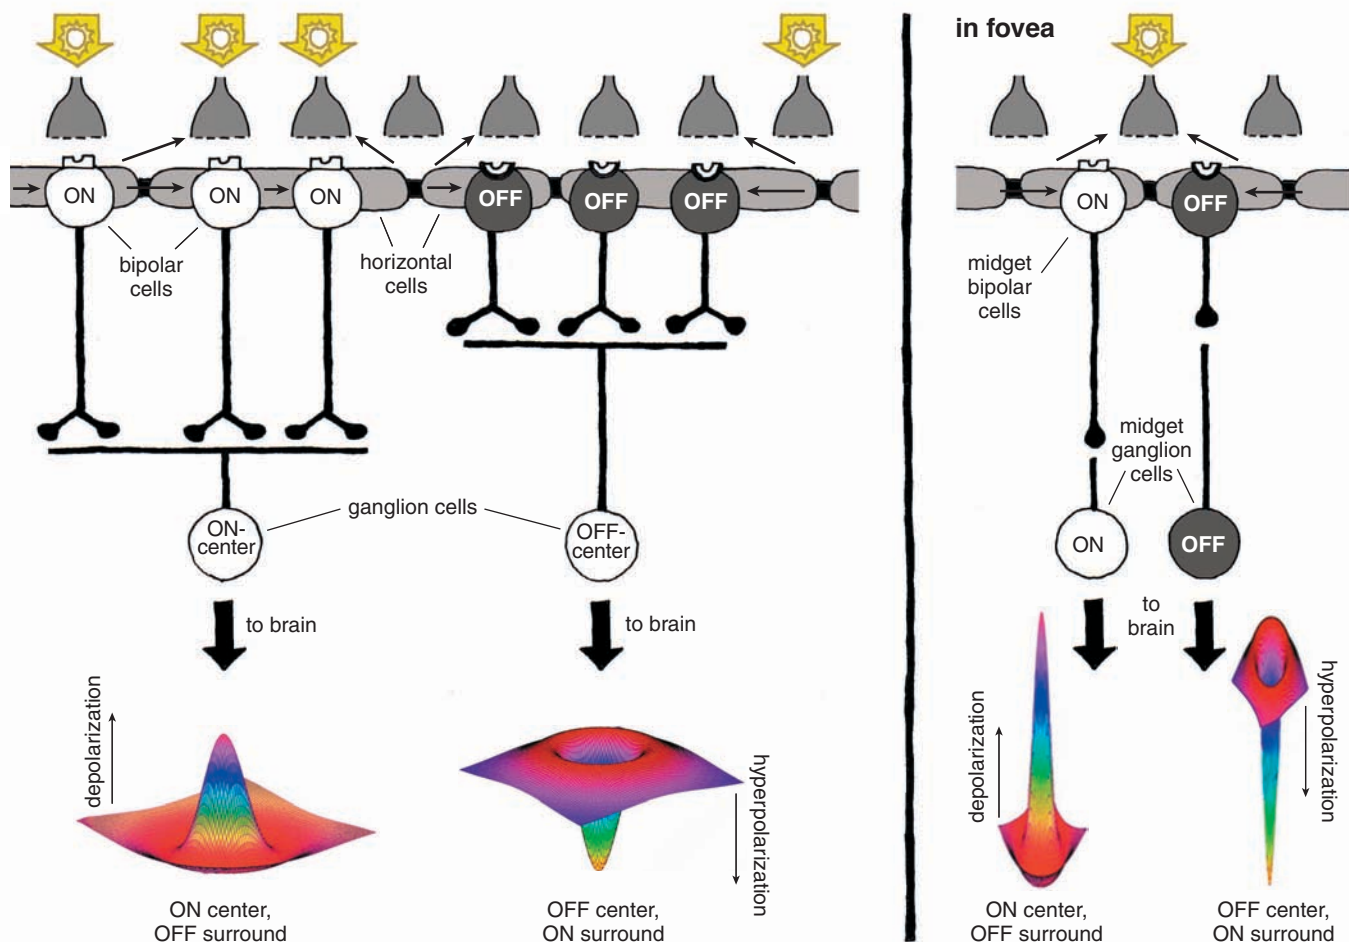 in fovea
ON
ON
ON
OFF
OFF
OFF
ON
OFF
bipolar
cells
horizontal
cells
midget
bipolar
cells
midget
ganglion
cells
ganglion cells
ON-
center
OFF-
center
ON
OFF
to brain
to brain
to
brain
depolarization
hyperpolarization
depolarization
hyperpolarization
ON center,
OFF surround
OFF center,
ON surround
ON center,
OFF surround
OFF center,
ON surround